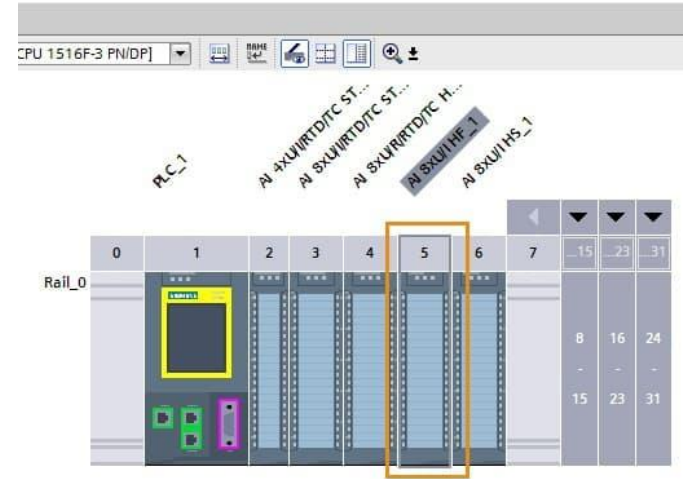 CPU 1516F-3 PN/DP]
NAME
PLC_1
AI 4XU/I/RTD/TC ST...
AI 8XU/I/RTD/TC ST...
AI 8XU/R/RTD/TC H...
AI 8XU/I HF_1
AI 8XU/I HS_1
0 1 2 3 4 5 6 7 ...15 ...23 ...31
Rail_0
SIEMENS
8 16 24
- - -
15 23 31